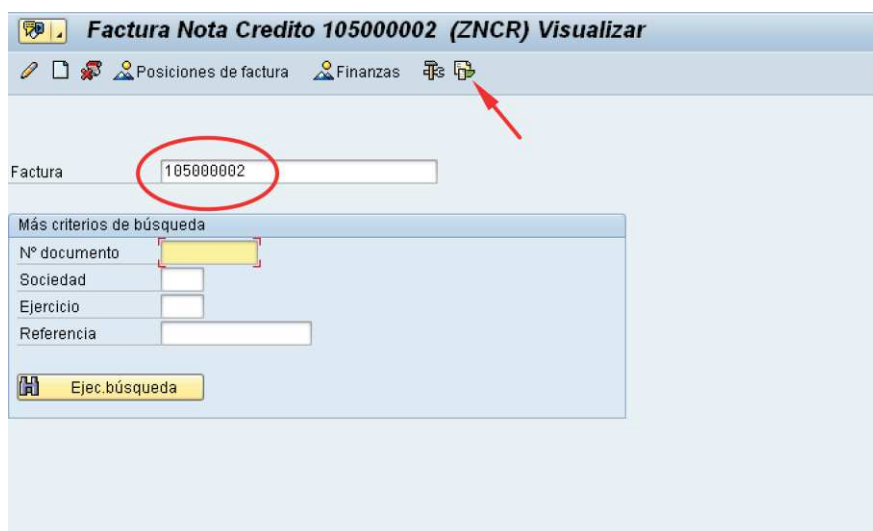 Factura Nota Credito 105000002 (ZNCR) Visualizar
Posiciones de factura Finanzas
Factura 105000002
Más criterios de búsqueda
Nº documento
Sociedad
Ejercicio
Referencia
Ejec.búsqueda